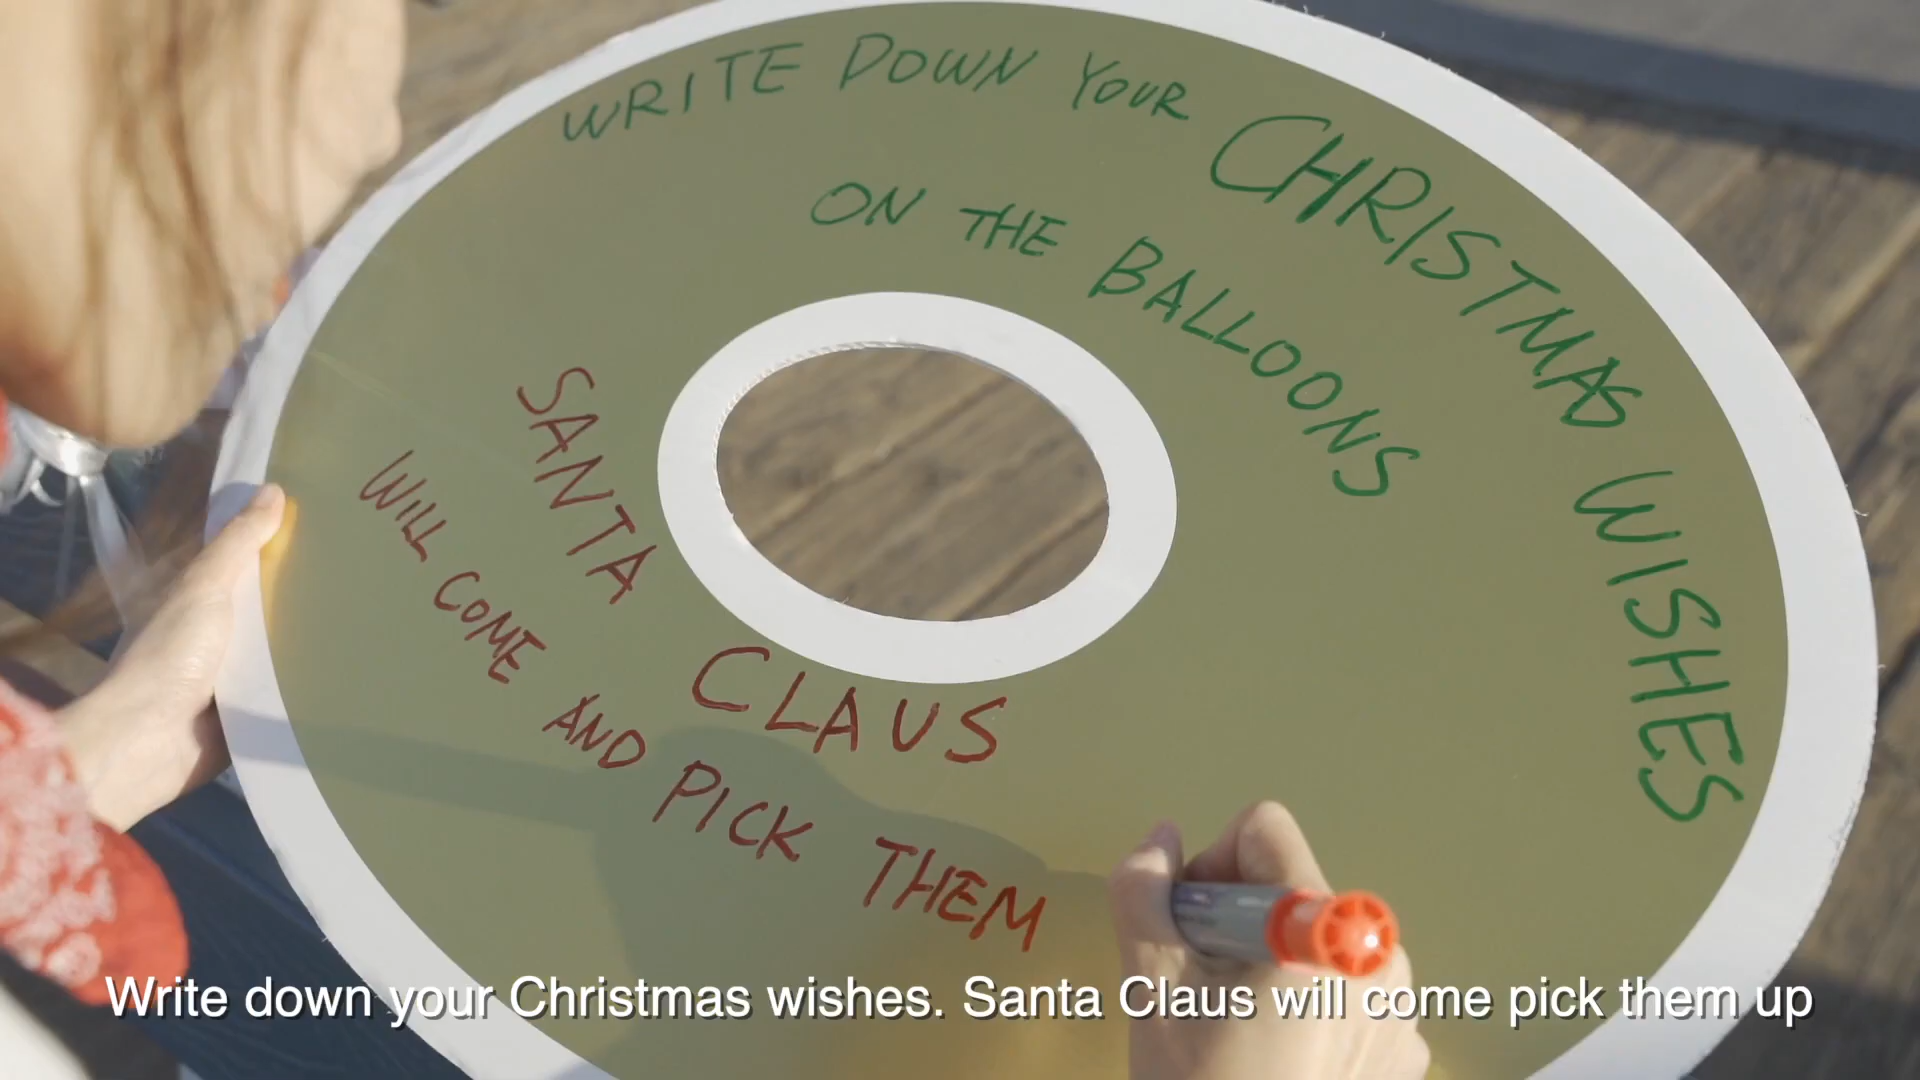 WRITE DOWN YOUR CHRISTMAS WISHES
ON THE BALLOONS
SANTA CLAUS
WILL COME AND PICK THEM
Write down your Christmas wishes. Santa Claus will come pick them up